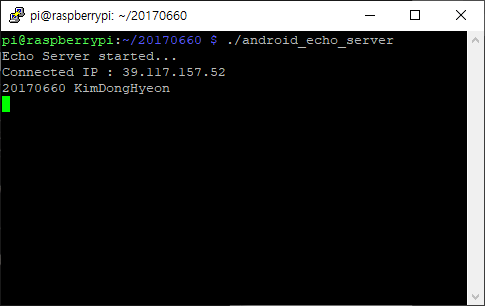 pi@raspberrypi: ~/20170660
pi@raspberrypi:~/20170660 $ ./android_echo_server
Echo Server started...
Connected IP : 39.117.157.52
20170660 KimDongHyeon